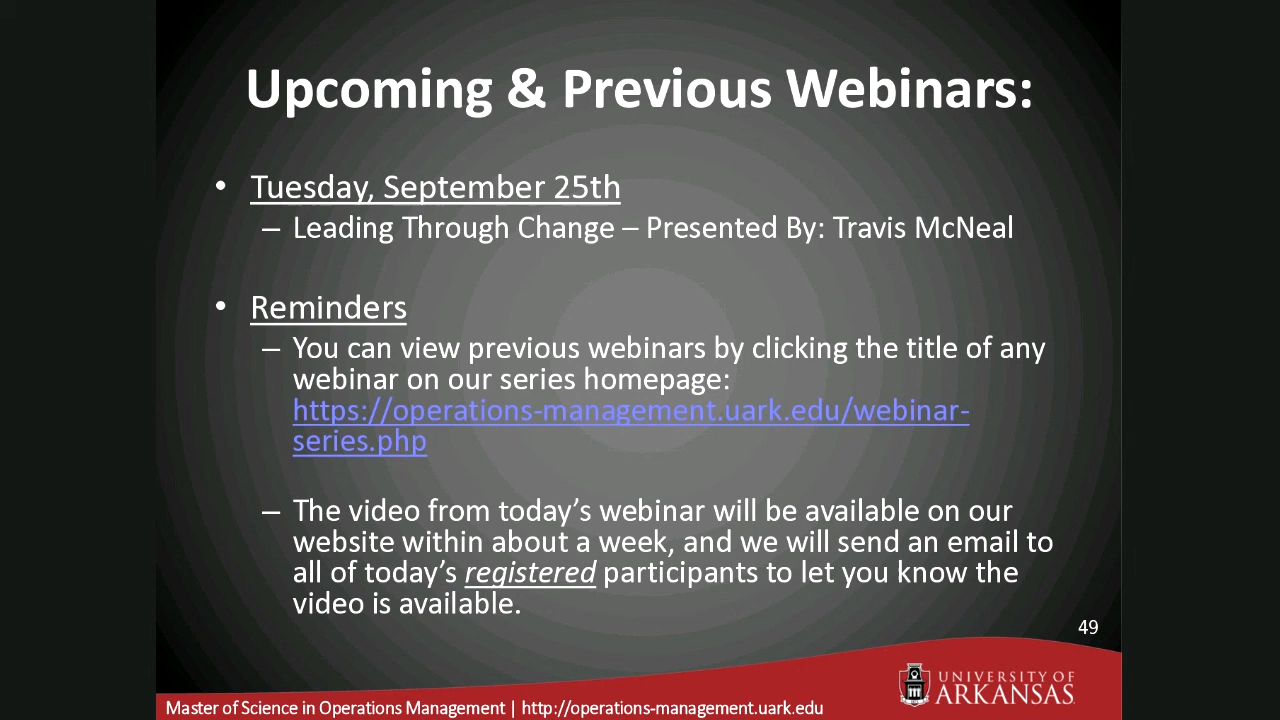 Upcoming & Previous Webinars:
• Tuesday, September 25th
– Leading Through Change – Presented By: Travis McNeal
• Reminders
– You can view previous webinars by clicking the title of any
webinar on our series homepage:
https://operations-management.uark.edu/webinar-
series.php
– The video from today’s webinar will be available on our
website within about a week, and we will send an email to
all of today’s registered participants to let you know the
video is available.
49
UNIVERSITY OF
ARKANSAS
Master of Science in Operations Management | http://operations-management.uark.edu